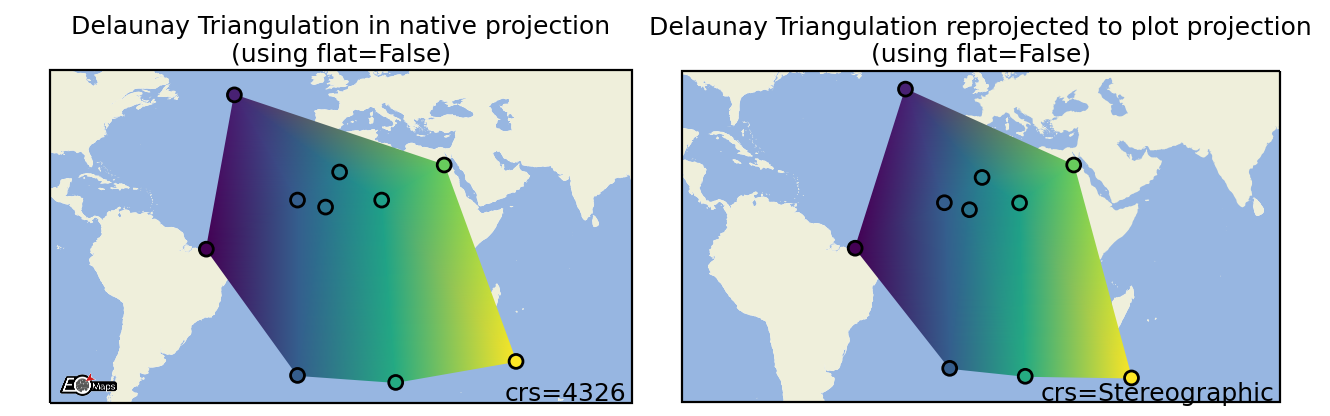 Delaunay Triangulation in native projection
(using flat=False)
Delaunay Triangulation reprojected to plot projection
(using flat=False)
EO Maps
crs=4326
crs=Stereographic